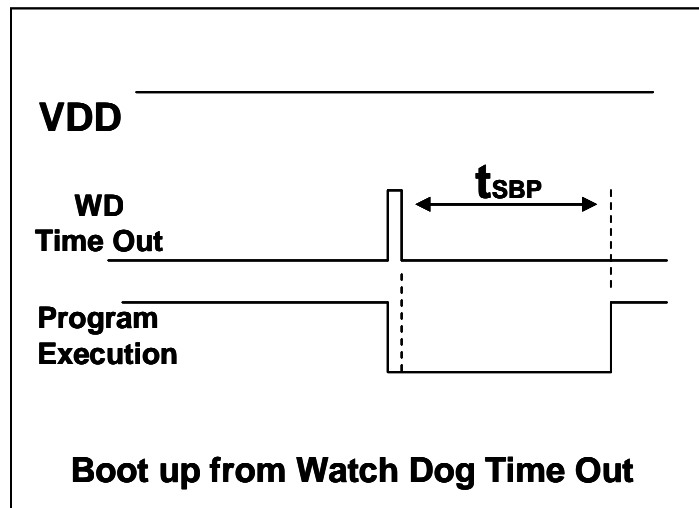 VDD
WD
Time Out
tSBP
Program
Execution
Boot up from Watch Dog Time Out